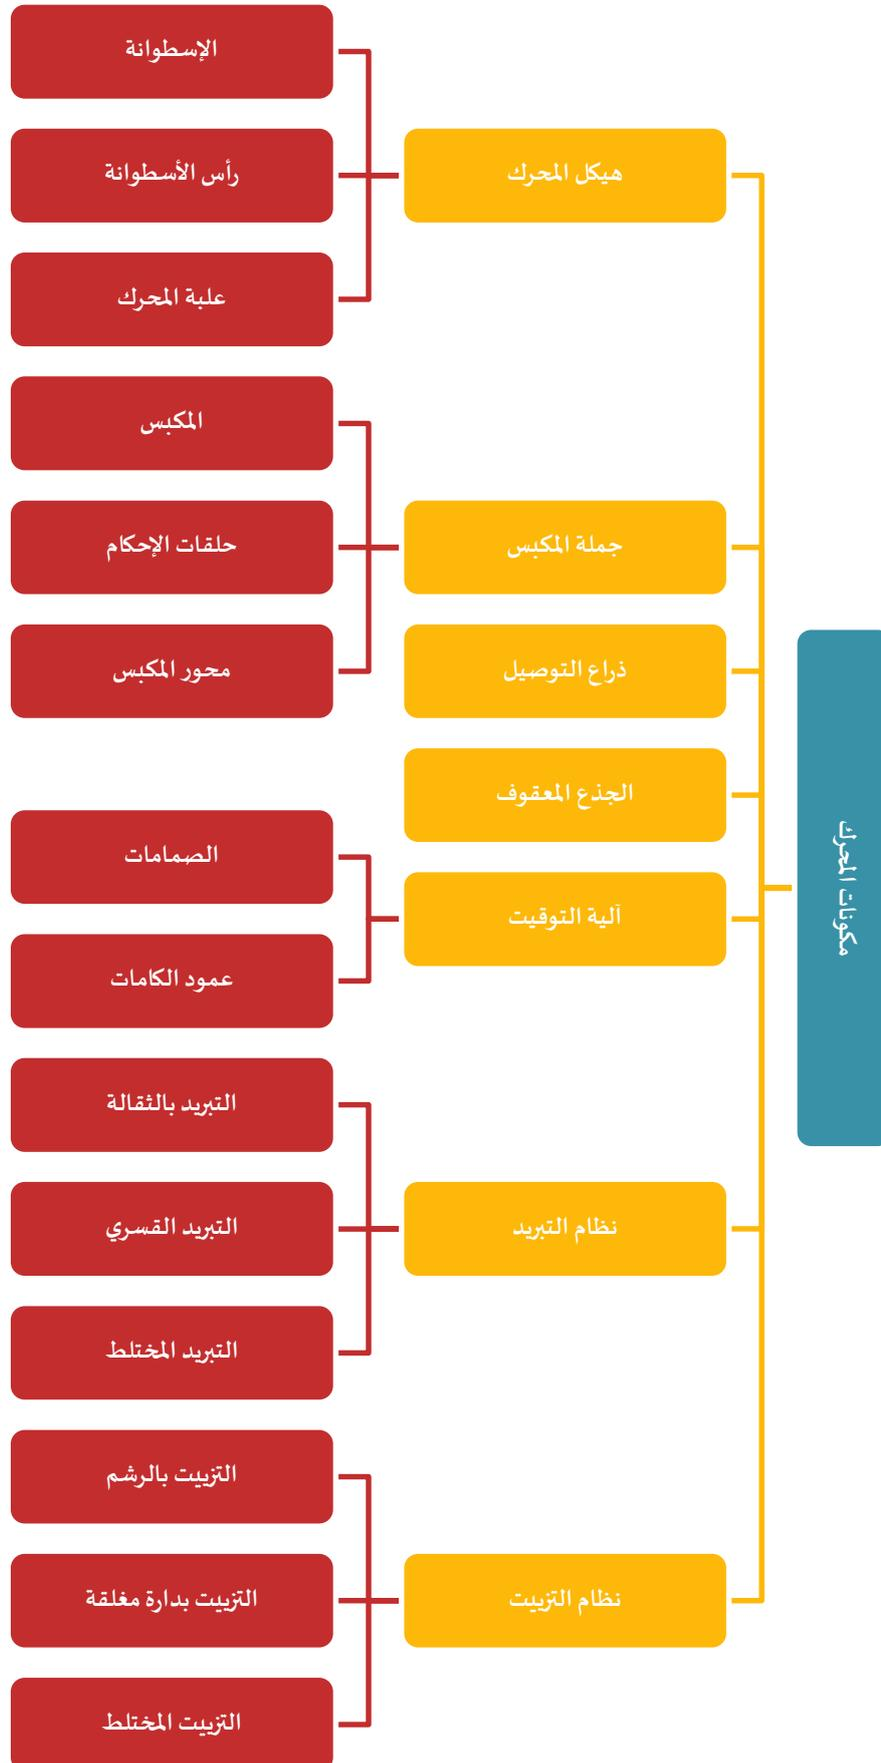 مكونات المحرك
هيكل المحرك
الإسطوانة
رأس الأسطوانة
علبة المحرك
جملة المكبس
المكبس
حلقات الإحكام
محور المكبس
ذراع التوصيل
الجذع المعقوف
آلية التوقيت
الصمامات
عمود الكامات
نظام التبريد
التبريد بالثقالة
التبريد القسري
التبريد المختلط
نظام التزييت
التزييت بالرشم
التزييت بدارة مغلقة
التزييت المختلط